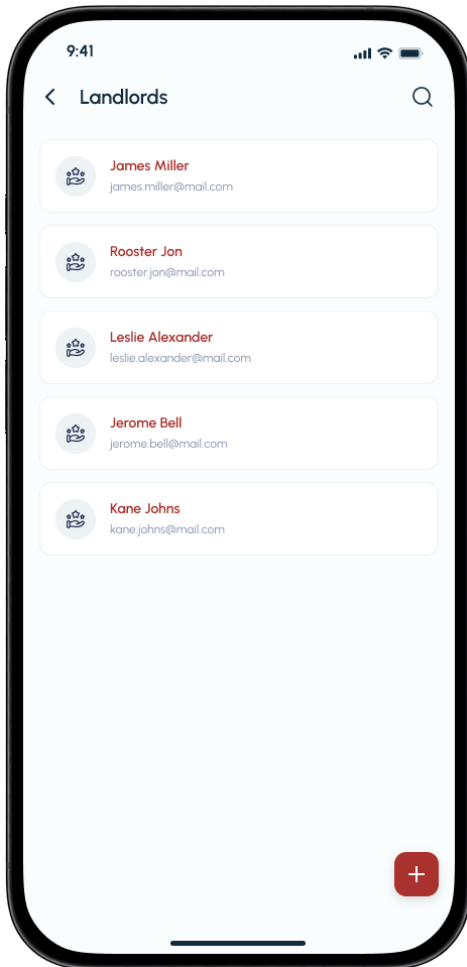 9:41
Landlords
James Miller
james.miller@mail.com
Rooster Jon
rooster.jon@mail.com
Leslie Alexander
leslie.alexander@mail.com
Jerome Bell
jerome.bell@mail.com
Kane Johns
kane.johns@mail.com